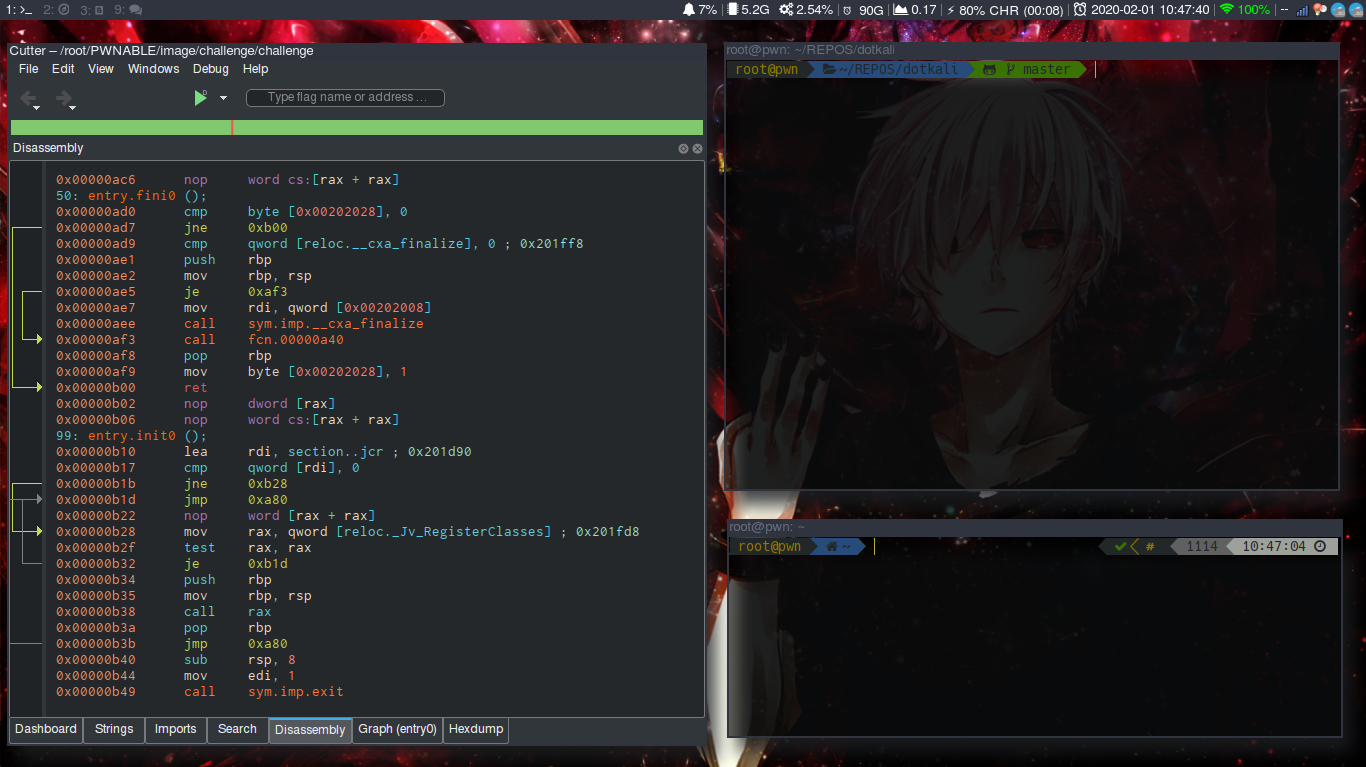 1: >_ 2: 3: 9: 7% | 5.2G 2.54% | 90G | 0.17 | 80% CHR (00:08) | 2020-02-01 10:47:40 | 100% | --
Cutter – /root/PWNABLE/image/challenge/challenge
File Edit View Windows Debug Help
Type flag name or address …
Disassembly
0x00000ac6 nop word cs:[rax + rax]
50: entry.fini0 ();
0x00000ad0 cmp byte [0x00202028], 0
0x00000ad7 jne 0xb00
0x00000ad9 cmp qword [reloc.__cxa_finalize], 0 ; 0x201ff8
0x00000ae1 push rbp
0x00000ae2 mov rbp, rsp
0x00000ae5 je 0xaf3
0x00000ae7 mov rdi, qword [0x00202008]
0x00000aee call sym.imp.__cxa_finalize
0x00000af3 call fcn.00000a40
0x00000af8 pop rbp
0x00000af9 mov byte [0x00202028], 1
0x00000b00 ret
0x00000b02 nop dword [rax]
0x00000b06 nop word cs:[rax + rax]
99: entry.init0 ();
0x00000b10 lea rdi, section..jcr ; 0x201d90
0x00000b17 cmp qword [rdi], 0
0x00000b1b jne 0xb28
0x00000b1d jmp 0xa80
0x00000b22 nop word [rax + rax]
0x00000b28 mov rax, qword [reloc._Jv_RegisterClasses] ; 0x201fd8
0x00000b2f test rax, rax
0x00000b32 je 0xb1d
0x00000b34 push rbp
0x00000b35 mov rbp, rsp
0x00000b38 call rax
0x00000b3a pop rbp
0x00000b3b jmp 0xa80
0x00000b40 sub rsp, 8
0x00000b44 mov edi, 1
0x00000b49 call sym.imp.exit
Dashboard Strings Imports Search Disassembly Graph (entry0) Hexdump
root@pwn: ~/REPOS/dotkali
root@pwn ~/REPOS/dotkali master
root@pwn: ~
root@pwn ~ # 1114 10:47:04